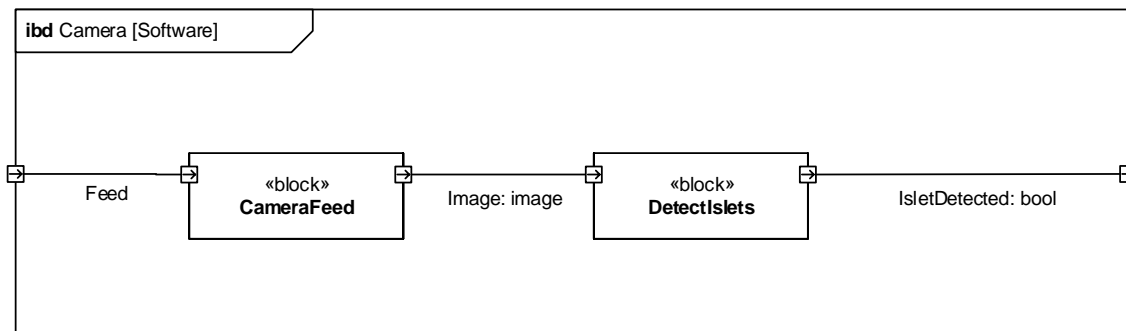 ibd Camera [Software]
«block»
CameraFeed
«block»
DetectIslets
Feed
Image: image
IsletDetected: bool